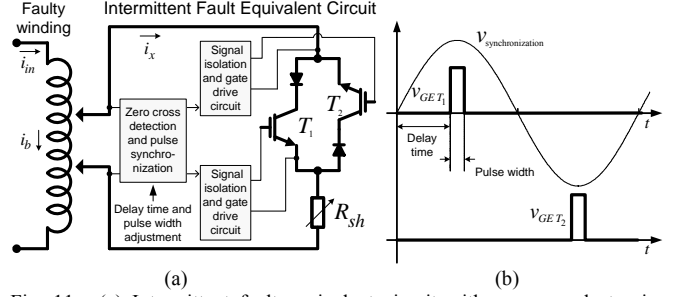 Faulty
winding
Intermittent Fault Equivalent Circuit
i_in
i_x
i_b
Zero cross
detection
and pulse
synchro-
nization
Signal
isolation
and gate
drive
circuit
Signal
isolation
and gate
drive
circuit
T_1
T_2
R_sh
Delay time and
pulse width
adjustment
(a)
v_synchronization
v_GET_1
t
Delay
time
Pulse width
v_GET_2
t
(b)